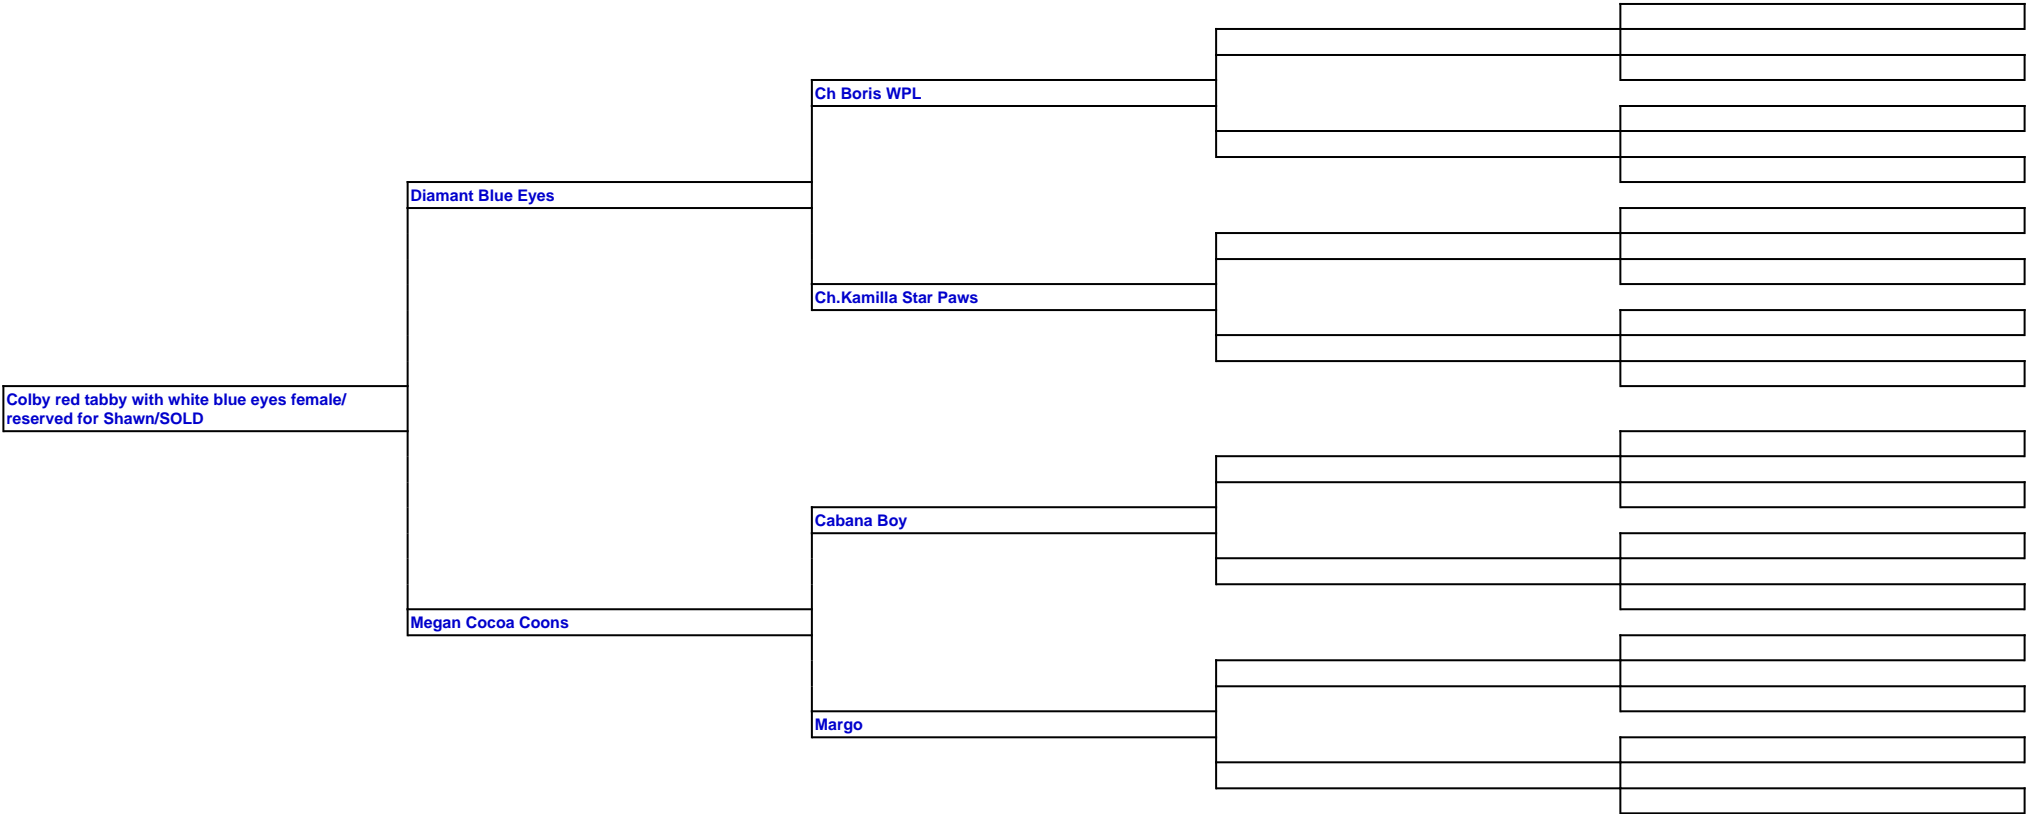 Ch Boris WPL
Diamant Blue Eyes
Ch.Kamilla Star Paws
Colby red tabby with white blue eyes female/
reserved for Shawn/SOLD
Cabana Boy
Megan Cocoa Coons
Margo